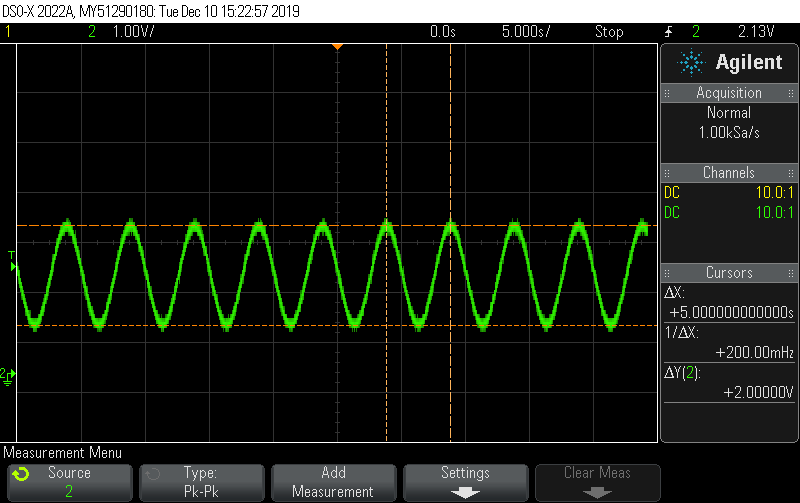 DSO-X 2022A, MY51290180: Tue Dec 10 15:22:57 2019
1 2 1.00V/ 0.0s 5.000s/ Stop 2 2.13V
Agilent
Acquisition
Normal
1.00kSa/s
Channels
DC 10.0:1
DC 10.0:1
Cursors
ΔX:
+5.000000000000s
1/ΔX:
+200.00mHz
ΔY(2):
+2.00000V
T
2
Measurement Menu
Source
2
Type:
Pk-Pk
Add
Measurement
Settings
Clear Meas